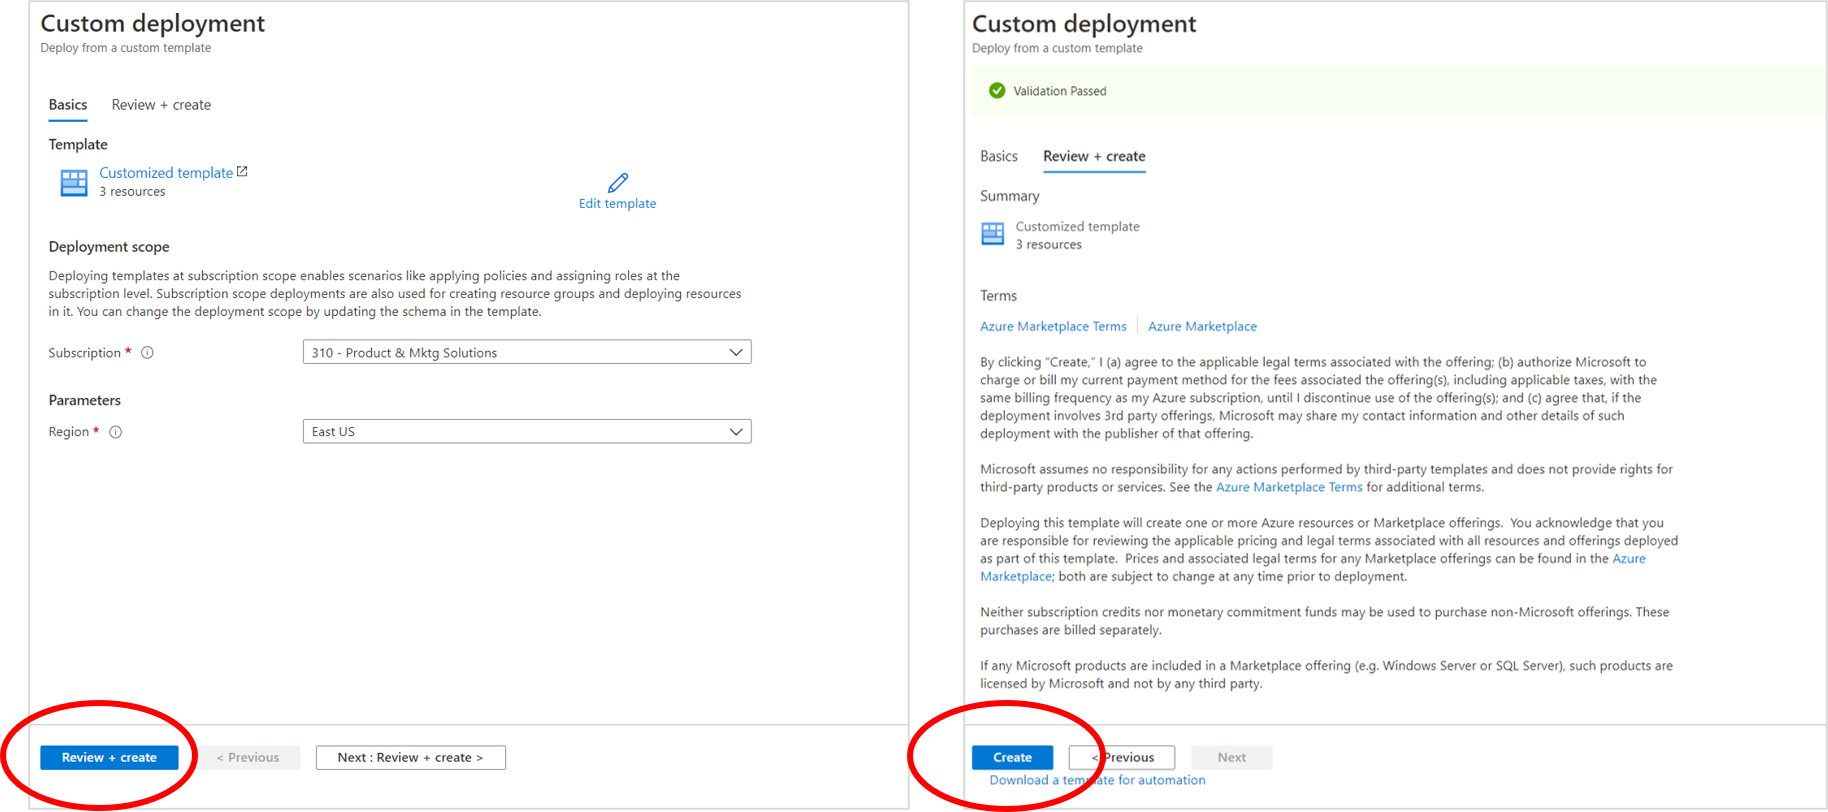 Custom deployment
Deploy from a custom template
Basics
Review + create
Template
Customized template
3 resources
Edit template
Deployment scope
Deploying templates at subscription scope enables scenarios like applying policies and assigning roles at the
subscription level. Subscription scope deployments are also used for creating resource groups and deploying resources
in it. You can change the deployment scope by updating the schema in the template.
Subscription *
310 - Product & Mktg Solutions
Parameters
Region *
East US
Review + create
< Previous
Next : Review + create >
Custom deployment
Deploy from a custom template
Validation Passed
Basics
Review + create
Summary
Customized template
3 resources
Terms
Azure Marketplace Terms
Azure Marketplace
By clicking “Create,” I (a) agree to the applicable legal terms associated with the offering; (b) authorize Microsoft to
charge or bill my current payment method for the fees associated the offering(s), including applicable taxes, with the
same billing frequency as my Azure subscription, until I discontinue use of the offering(s); and (c) agree that, if the
deployment involves 3rd party offerings, Microsoft may share my contact information and other details of such
deployment with the publisher of that offering.
Microsoft assumes no responsibility for any actions performed by third-party templates and does not provide rights for
third-party products or services. See the Azure Marketplace Terms for additional terms.
Deploying this template will create one or more Azure resources or Marketplace offerings. You acknowledge that you
are responsible for reviewing the applicable pricing and legal terms associated with all resources and offerings deployed
as part of this template. Prices and associated legal terms for any Marketplace offerings can be found in the Azure
Marketplace; both are subject to change at any time prior to deployment.
Neither subscription credits nor monetary commitment funds may be used to purchase non-Microsoft offerings. These
purchases are billed separately.
If any Microsoft products are included in a Marketplace offering (e.g. Windows Server or SQL Server), such products are
licensed by Microsoft and not by any third party.
Create
< Previous
Next
Download a template for automation